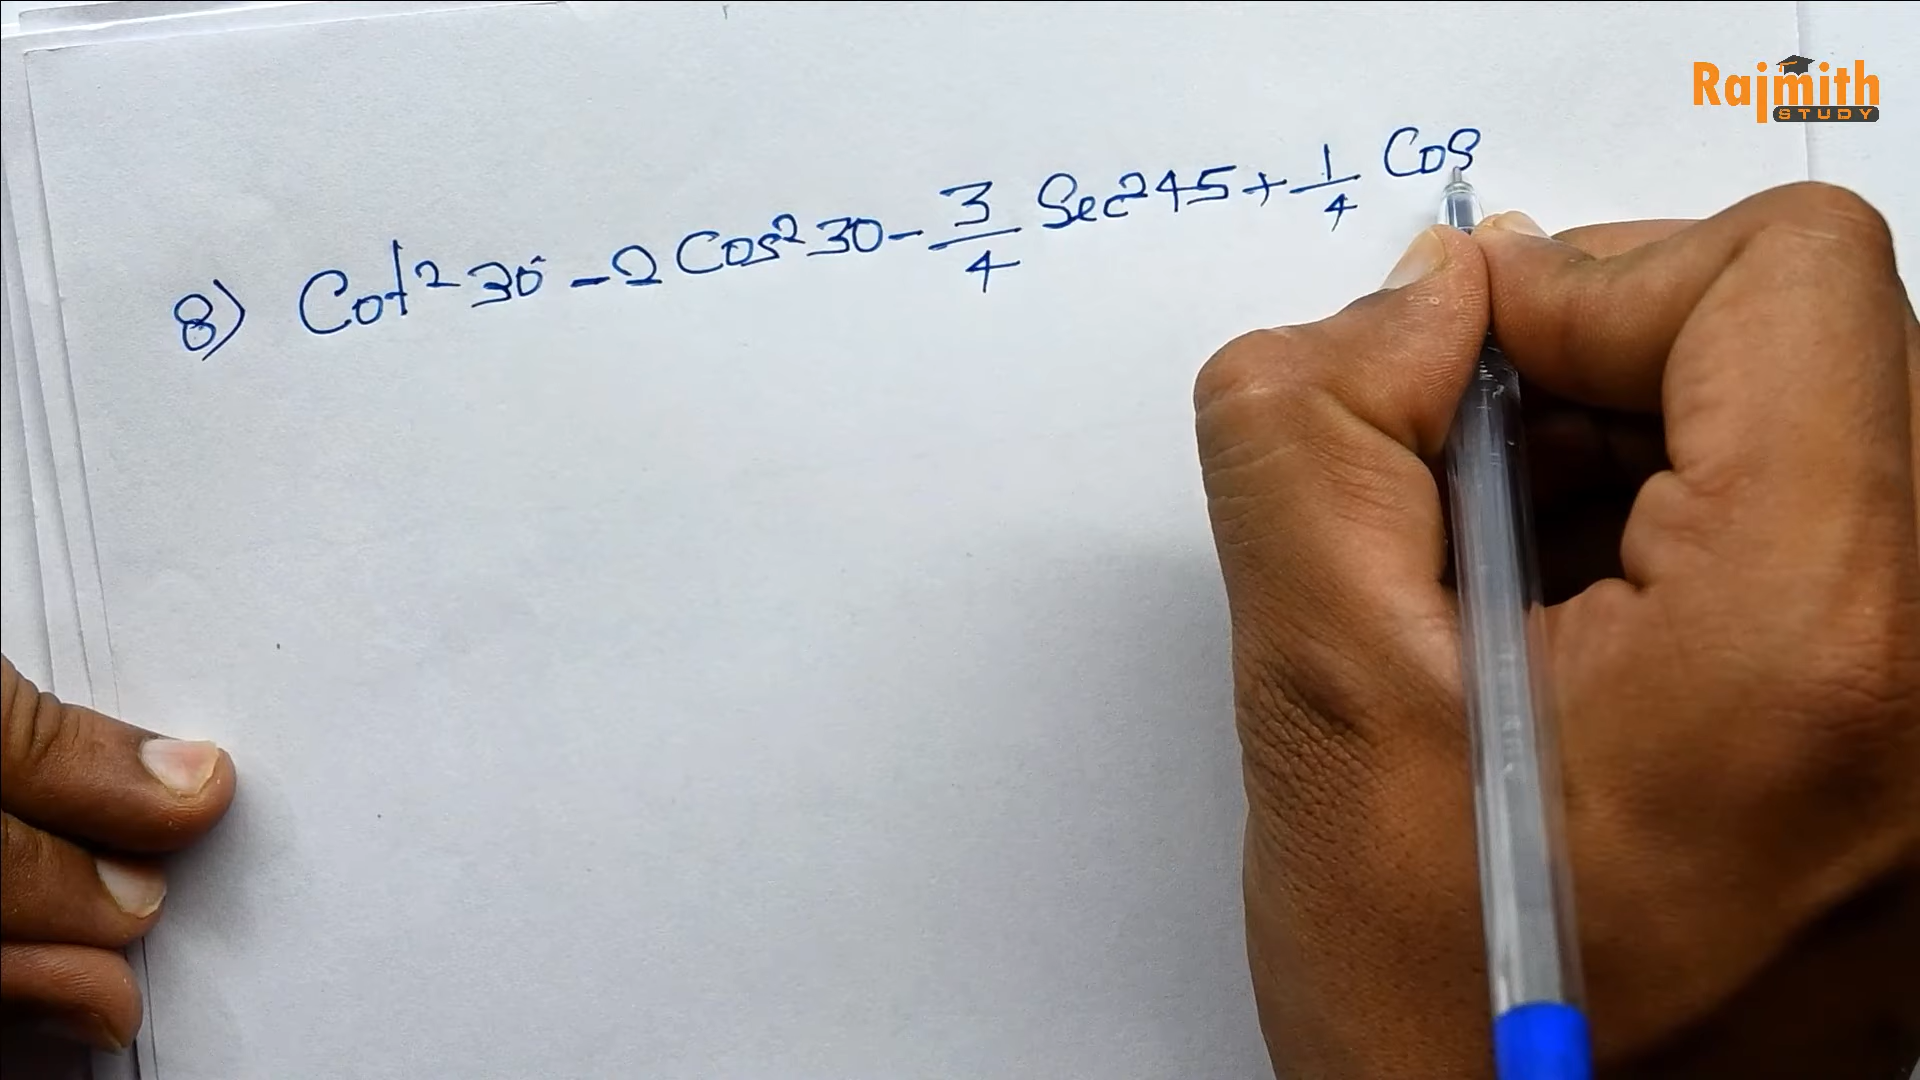 Rajmith
STUDY
8) Cot² 30° - 2 Cos² 30 - 3/4 Sec² 45 + 1/4 Cos